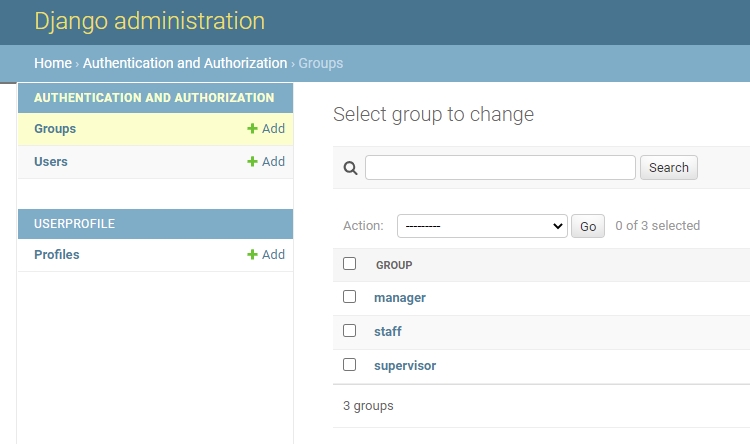 Django administration
Home › Authentication and Authorization › Groups
AUTHENTICATION AND AUTHORIZATION
Groups + Add
Users + Add
USERPROFILE
Profiles + Add
Select group to change
Search
Action: --------- Go 0 of 3 selected
GROUP
manager
staff
supervisor
3 groups